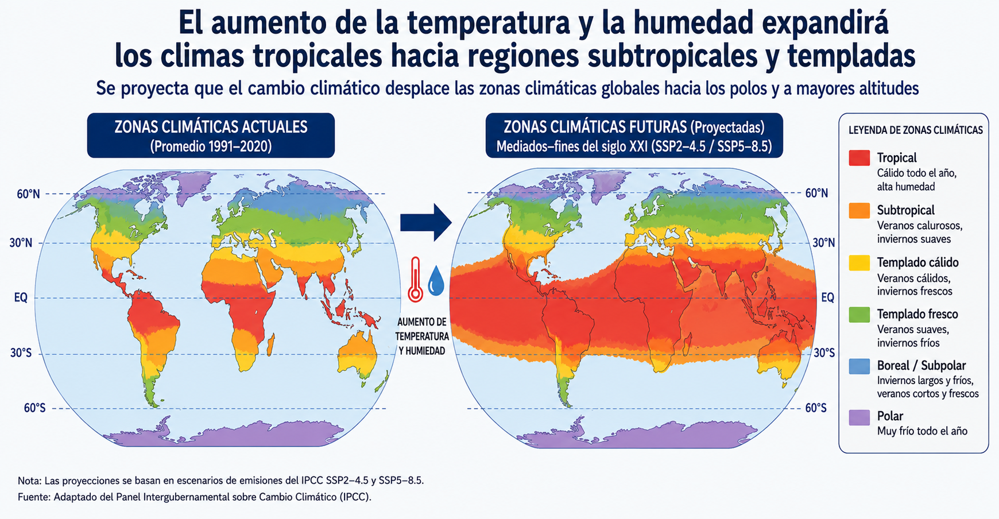 El aumento de la temperatura y la humedad expandirá
los climas tropicales hacia regiones subtropicales y templadas
Se proyecta que el cambio climático desplace las zonas climáticas globales hacia los polos y a mayores altitudes
ZONAS CLIMÁTICAS ACTUALES
(Promedio 1991–2020)
60°N
30°N
EQ
30°S
60°S
AUMENTO DE
TEMPERATURA
Y HUMIEDAD
ZONAS CLIMÁTICAS FUTURAS (Proyectadas)
Mediados–fines del siglo XXI (SSP2–4.5 / SSP5–8.5)
60°N
30°N
EQ
30°S
60°S
LEYENDA DE ZONAS CLIMÁTICAS
Tropical
Cálido todo el año,
alta humedad
Subtropical
Veranos calurosos,
inviernos suaves
Templado cálido
Veranos cálidos,
inviernos frescos
Templado fresco
Veranos suaves,
inviernos fríos
Boreal / Subpolar
Inviernos largos y fríos,
veranos cortos y frescos
Polar
Muy frío todo el año
Nota: Las proyecciones se basan en escenarios de emisiones del IPCC SSP2–4.5 y SSP5–8.5.
Fuente: Adaptado del Panel Intergubernamental sobre Cambio Climático (IPCC).